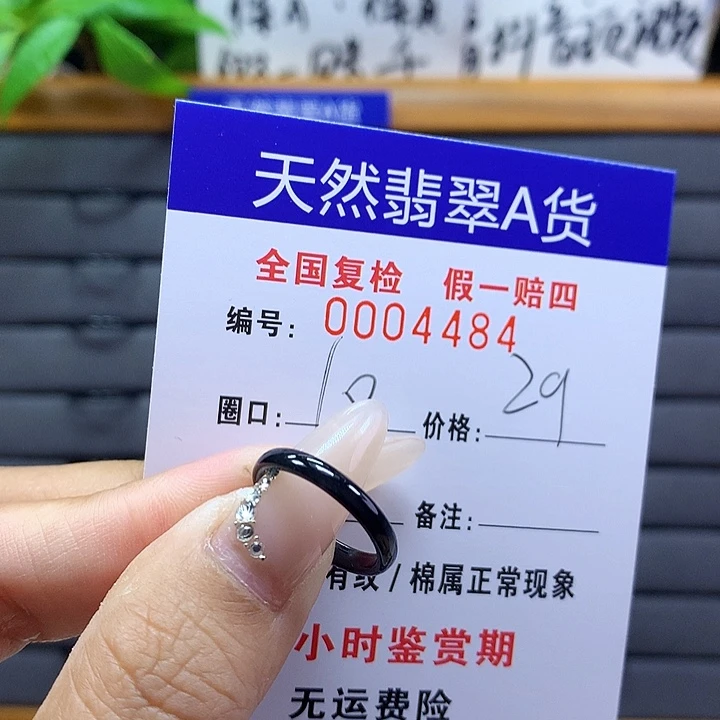 天然翡翠A货
全国复检 假一赔四
编号: 0004484
圈口: 价格: 29
备注:
有纹/棉属正常现象
小时鉴赏期
无运费险